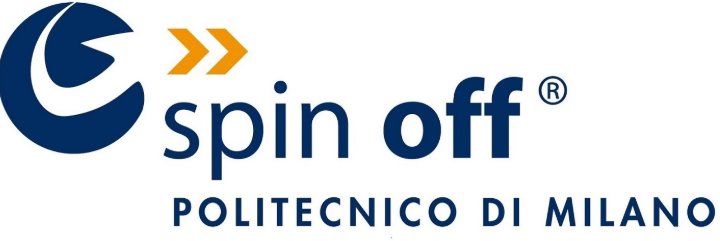 spin off ®
POLITECNICO DI MILANO